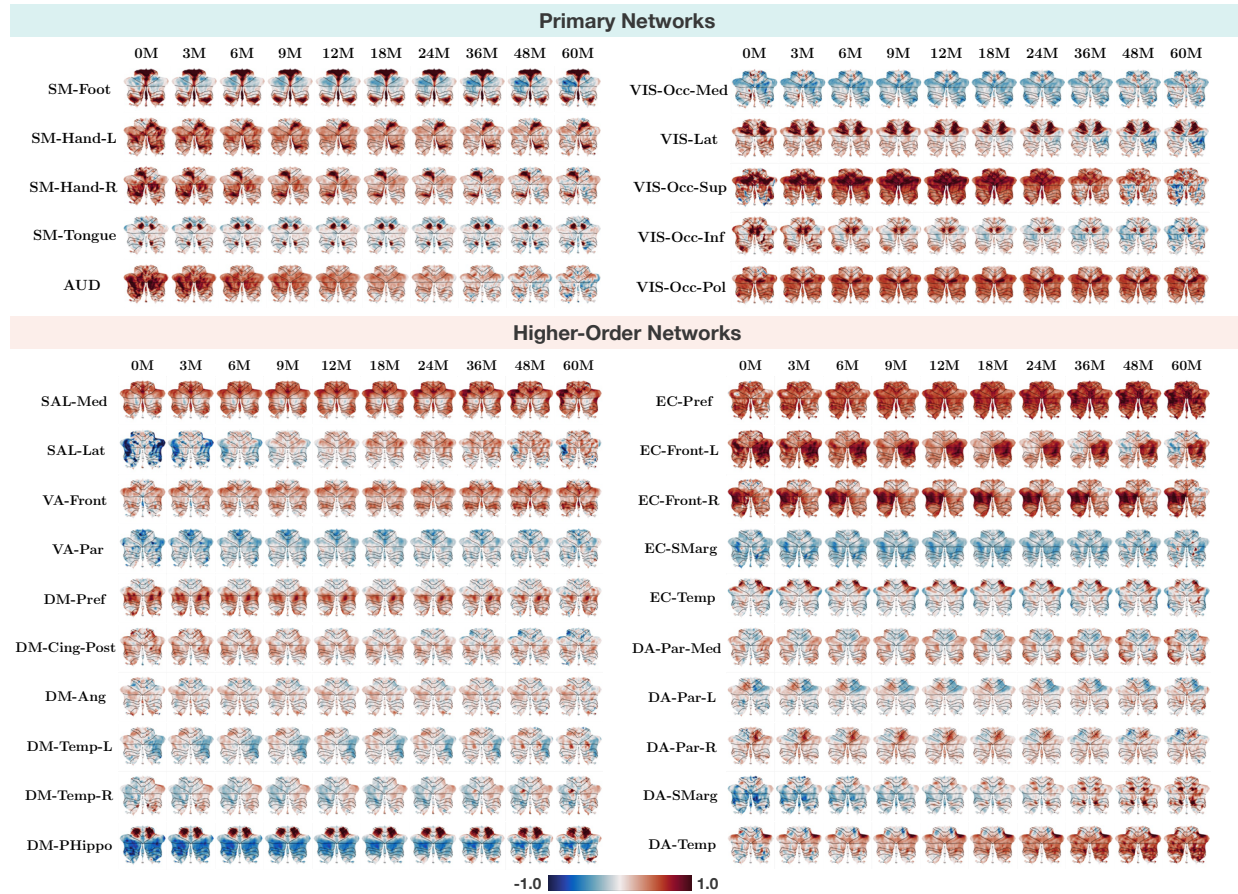 Primary Networks
0M 3M 6M 9M 12M 18M 24M 36M 48M 60M
SM-Foot
SM-Hand-L
SM-Hand-R
SM-Tongue
AUD
0M 3M 6M 9M 12M 18M 24M 36M 48M 60M
VIS-Occ-Med
VIS-Lat
VIS-Occ-Sup
VIS-Occ-Inf
VIS-Occ-Pol
Higher-Order Networks
0M 3M 6M 9M 12M 18M 24M 36M 48M 60M
SAL-Med
SAL-Lat
VA-Front
VA-Par
DM-Pref
DM-Cing-Post
DM-Ang
DM-Temp-L
DM-Temp-R
DM-PHippo
0M 3M 6M 9M 12M 18M 24M 36M 48M 60M
EC-Pref
EC-Front-L
EC-Front-R
EC-SMarg
EC-Temp
DA-Par-Med
DA-Par-L
DA-Par-R
DA-SMarg
DA-Temp
-1.0 1.0